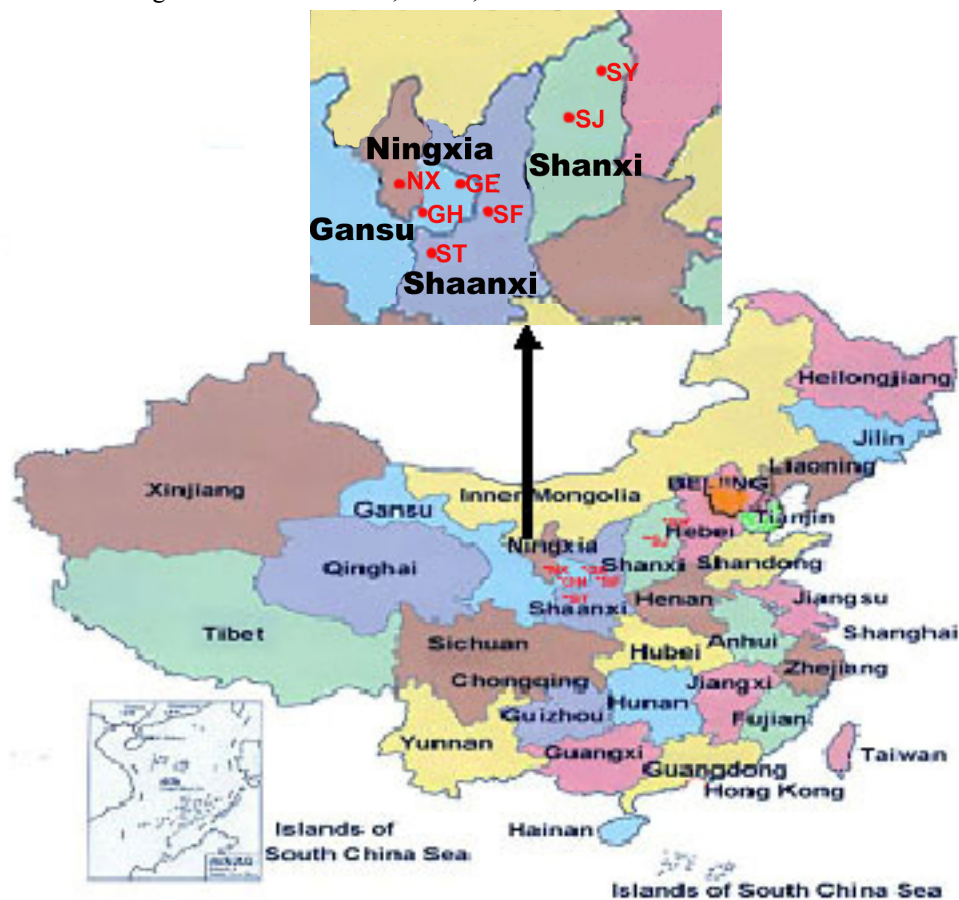 SY
SJ
Ningxia
Shanxi
NX
GE
GH
SF
Gansu
ST
Shaanxi
Heilongjiang
Jilin
Liaoning
Xinjiang
Inner Mongolia
Gansu
Tianjin
Hebei
Ningxia
Shanxi
Shandong
Qinghai
Shaanxi
Henan
Jiangsu
Tibet
Shanghai
Sichuan
Hubei
Anhui
Zhejiang
Chongqing
Hunan
Jiangxi
Guizhou
Fujian
Yunnan
Guangxi
Taiwan
Guangdong
Hong Kong
Hainan
Islands of
South China Sea
Islands of South China Sea